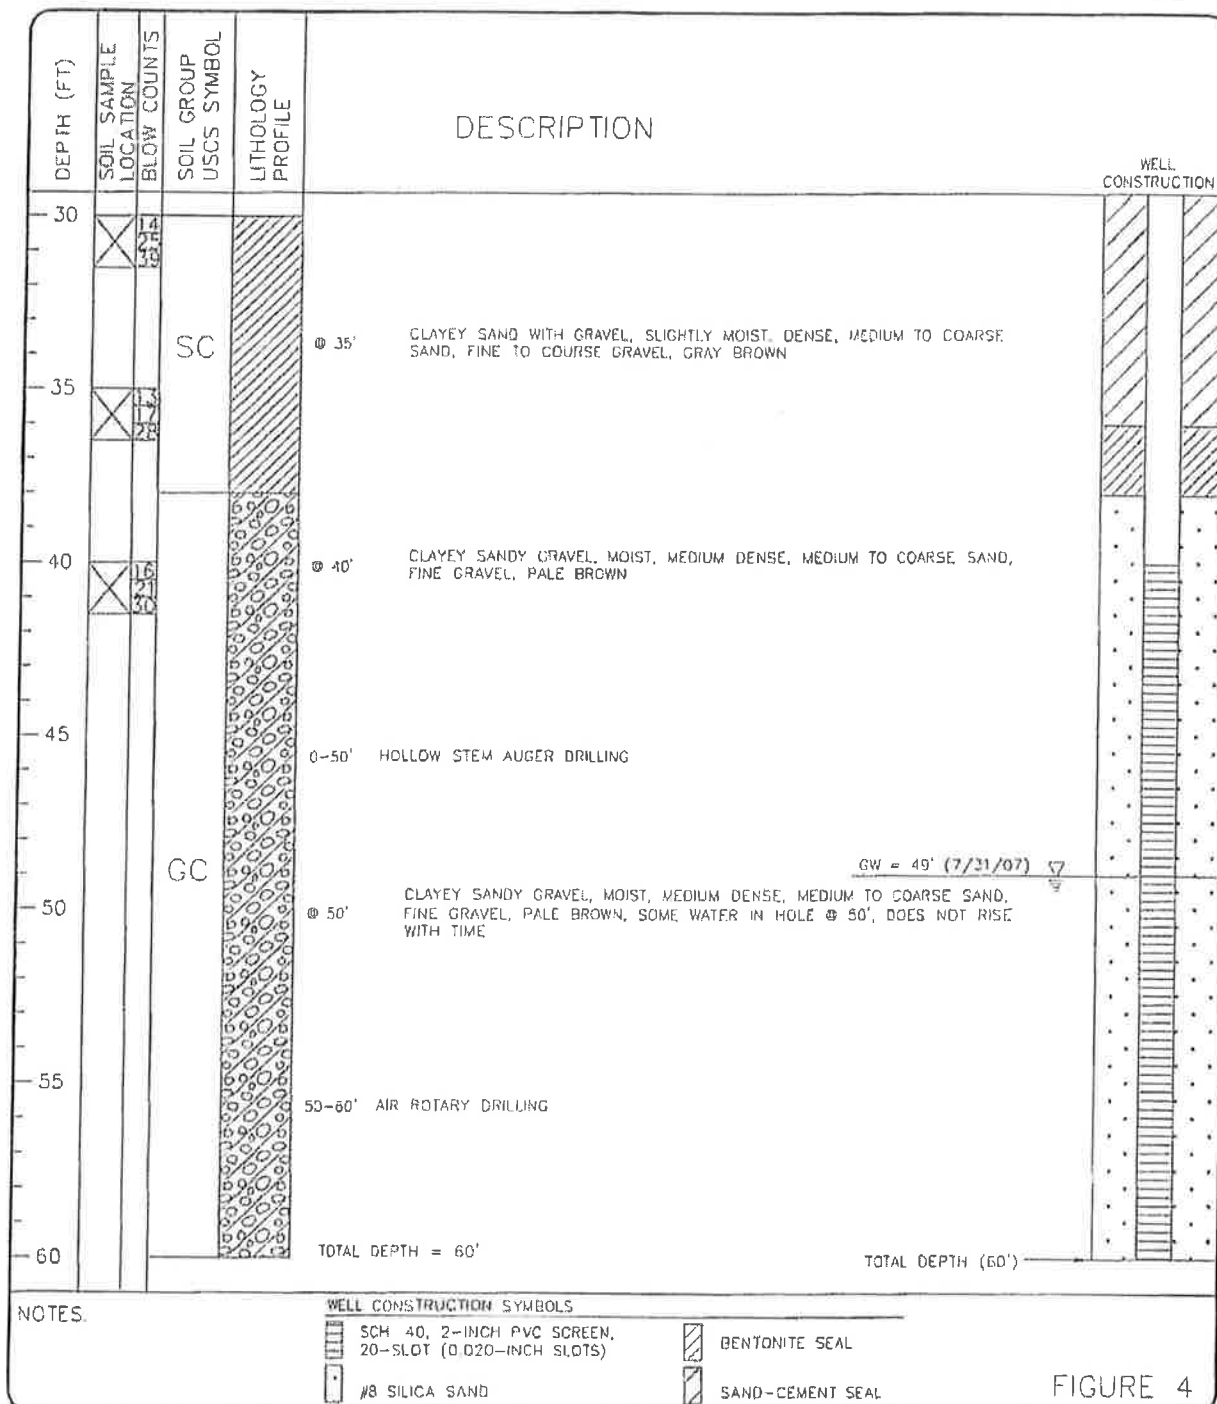 DEPTH (FT)
SOIL SAMPLE
LOCATION
BLOW COUNTS
SOIL GROUP
USCS SYMBOL
LITHOLOGY
PROFILE
DESCRIPTION
WELL
CONSTRUCTION
30
14
25
39
SC
@ 35' CLAYEY SAND WITH GRAVEL, SLIGHTLY MOIST, DENSE, MEDIUM TO COARSE
SAND, FINE TO COURSE GRAVEL, GRAY BROWN
35
13
17
28
40
16
21
30
@ 40' CLAYEY SANDY GRAVEL, MOIST, MEDIUM DENSE, MEDIUM TO COARSE SAND,
FINE GRAVEL, PALE BROWN
45
0-50' HOLLOW STEM AUGER DRILLING
GC
GW = 49' (7/31/07)
50
@ 50' CLAYEY SANDY GRAVEL, MOIST, MEDIUM DENSE, MEDIUM TO COARSE SAND,
FINE GRAVEL, PALE BROWN, SOME WATER IN HOLE @ 50', DOES NOT RISE
WITH TIME
55
50-60' AIR ROTARY DRILLING
60
TOTAL DEPTH = 60'
TOTAL DEPTH (60')
NOTES.
WELL CONSTRUCTION SYMBOLS
SCH 40, 2-INCH PVC SCREEN,
20-SLOT (0.020-INCH SLOTS)
BENTONITE SEAL
#8 SILICA SAND
SAND-CEMENT SEAL
FIGURE 4